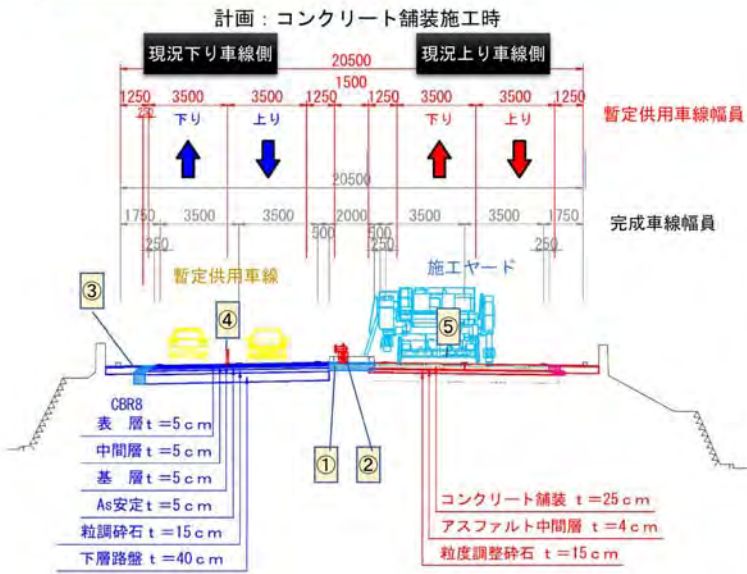 計画：コンクリート舗装施工時
現況下り車線側
現況上り車線側
20500
1500
1250 3500 3500 1250 1250 3500 3500 1250
250
暫定供用車線幅員
下り 上り 下り 上り
20500
1750 3500 3500 2000 3500 3500 1750
完成車線幅員
500 500
250 250 250
暫定供用車線
施工ヤード
③ ④ ⑤
CBR8
表 層 t＝5cm
中間層 t＝5cm
基 層 t＝5cm
As安定 t＝5cm
粒調砕石 t＝15cm
下層路盤 t＝40cm
① ②
コンクリート舗装 t＝25cm
アスファルト中間層 t＝4cm
粒度調整砕石 t＝15cm